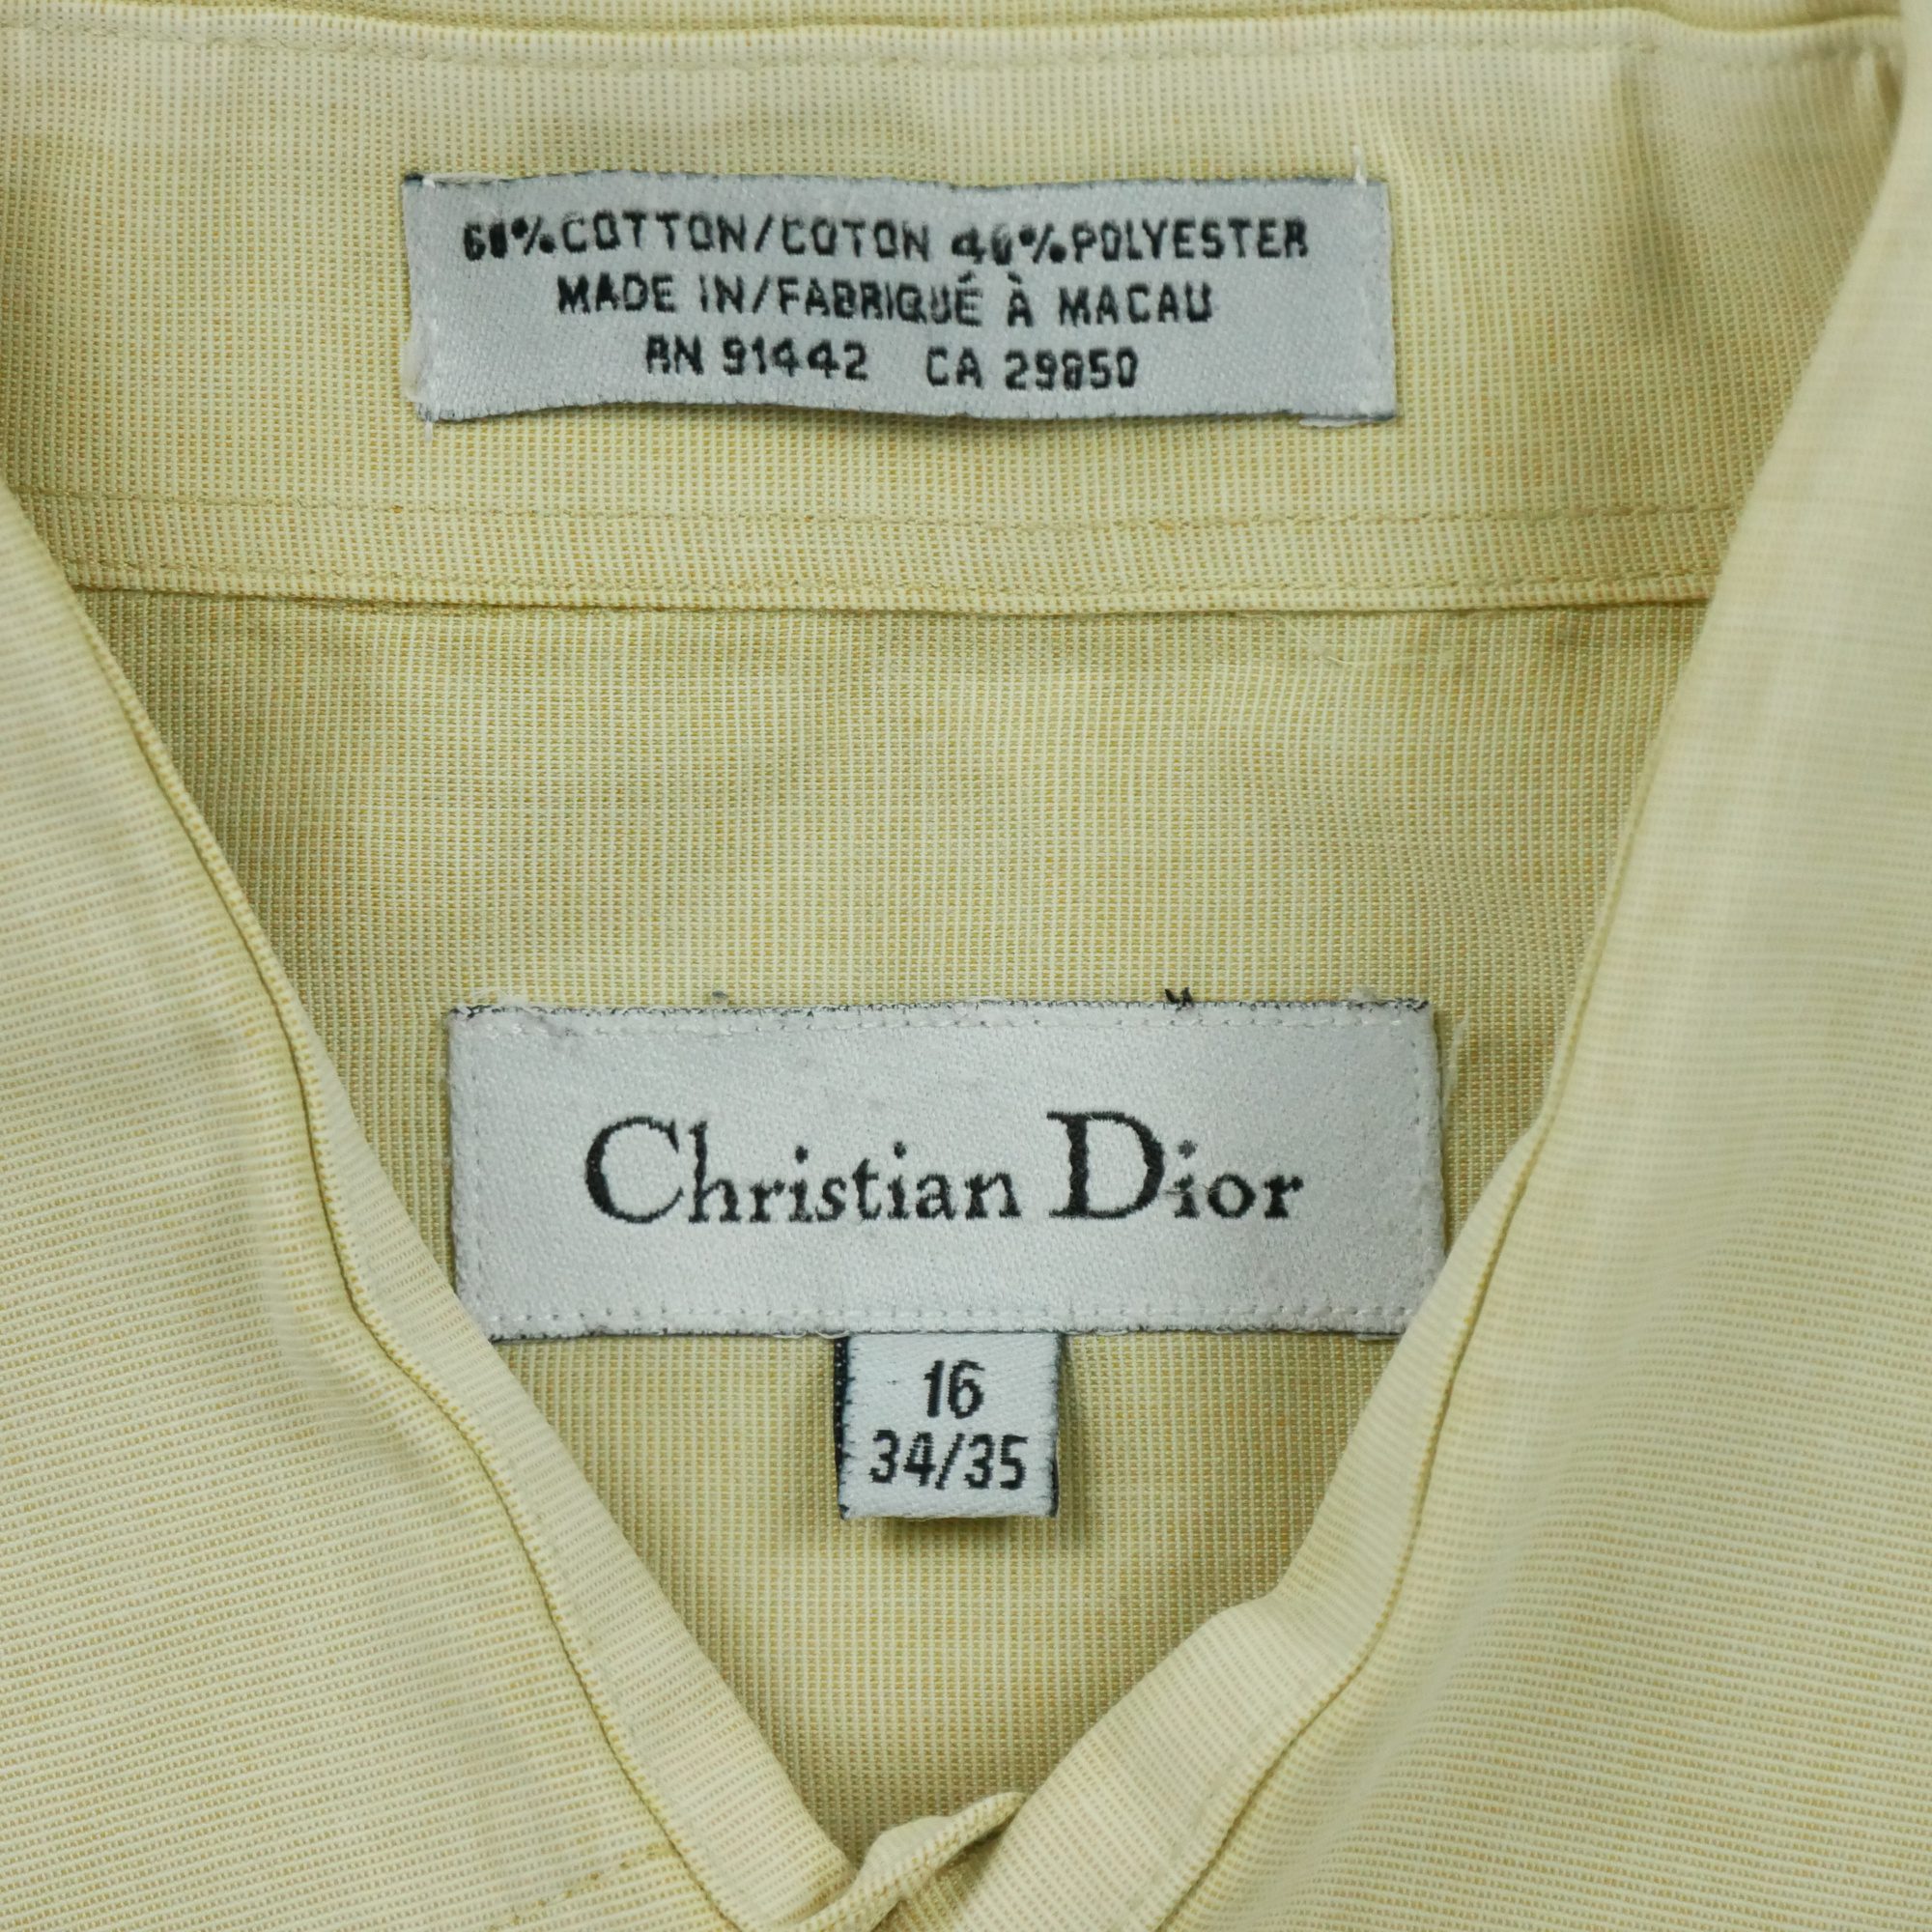 60%COTTON/COTON 40%POLYESTER
MADE IN/FABRIQUÉ À MACAU
RN 91442 CA 29850
Christian Dior
16
34/35